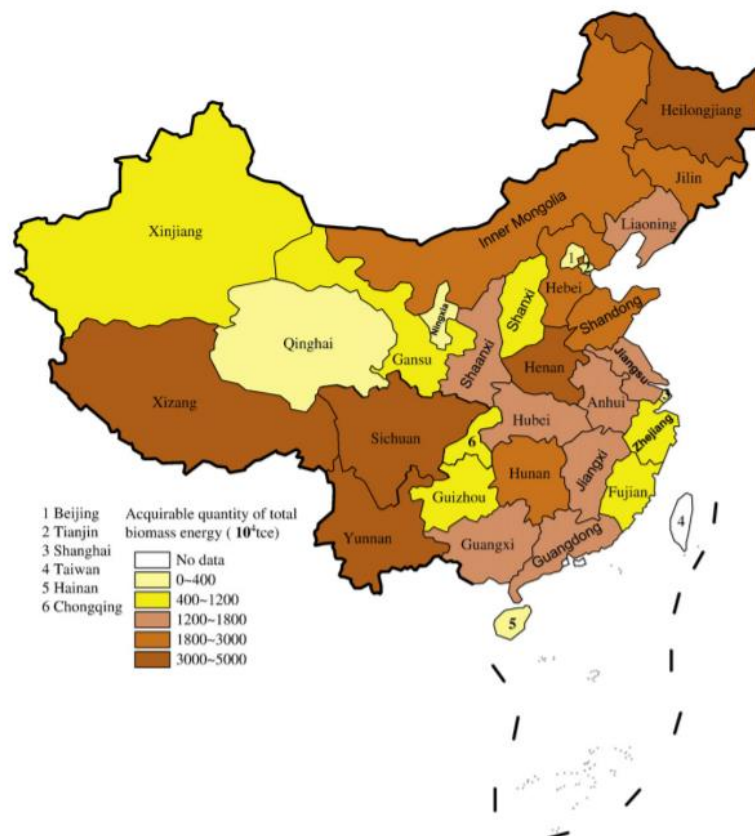 Heilongjiang
Jilin
Liaoning
Inner Mongolia
Xinjiang
1
2
Hebei
Shanxi
Ningxia
Shandong
Qinghai
Gansu
Shaanxi
Henan
Jiangsu
Xizang
Anhui
3
Sichuan
Hubei
6
Zhejiang
Hunan
Jiangxi
Guizhou
Fujian
Yunnan
Guangxi
Guangdong
4
5
1 Beijing
2 Tianjin
3 Shanghai
4 Taiwan
5 Hainan
6 Chongqing
Acquirable quantity of total
biomass energy ( 10⁴tce)
No data
0~400
400~1200
1200~1800
1800~3000
3000~5000